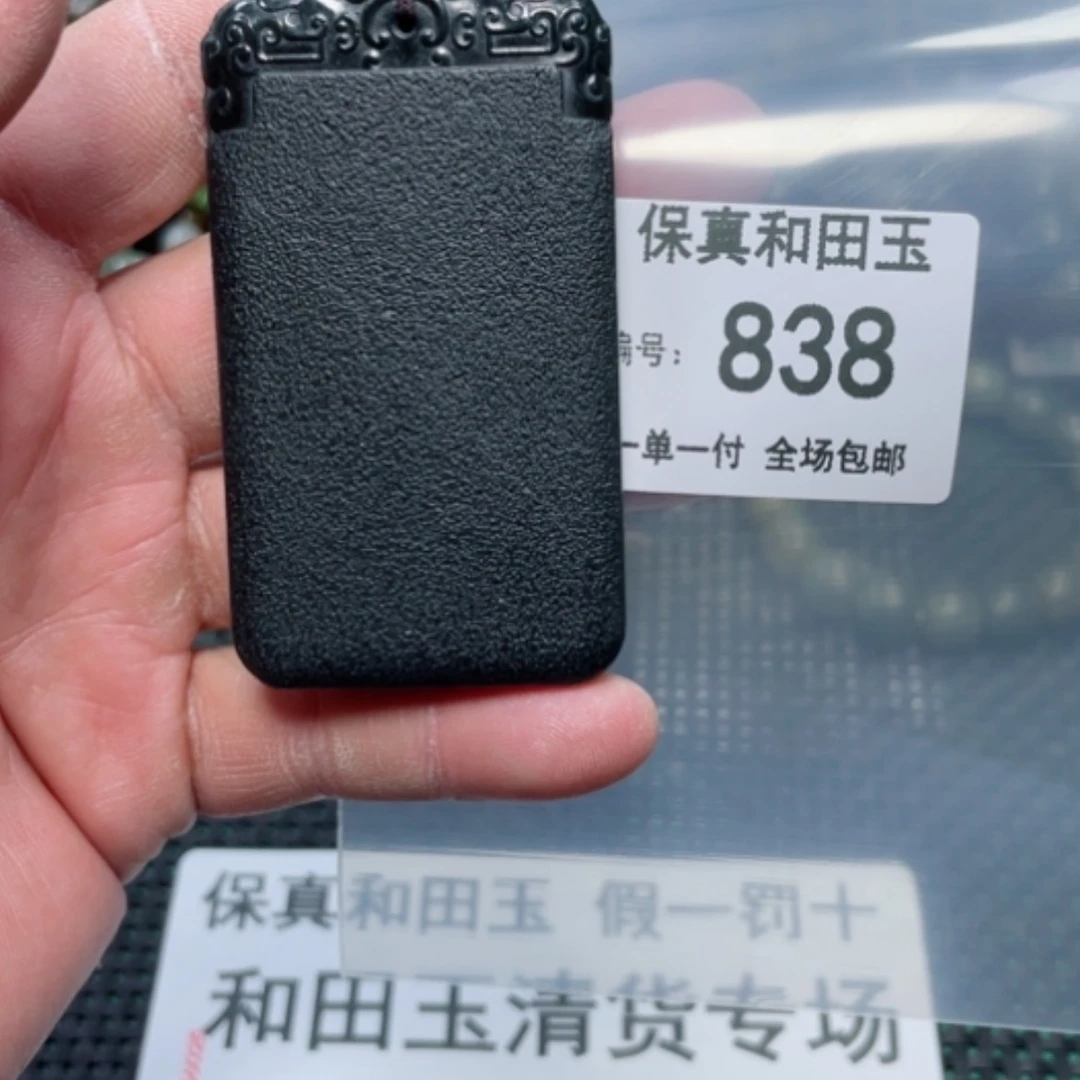 保真和田玉
编号：838
一单一付 全场包邮
保真和田玉 假一罚十
和田玉清货专场